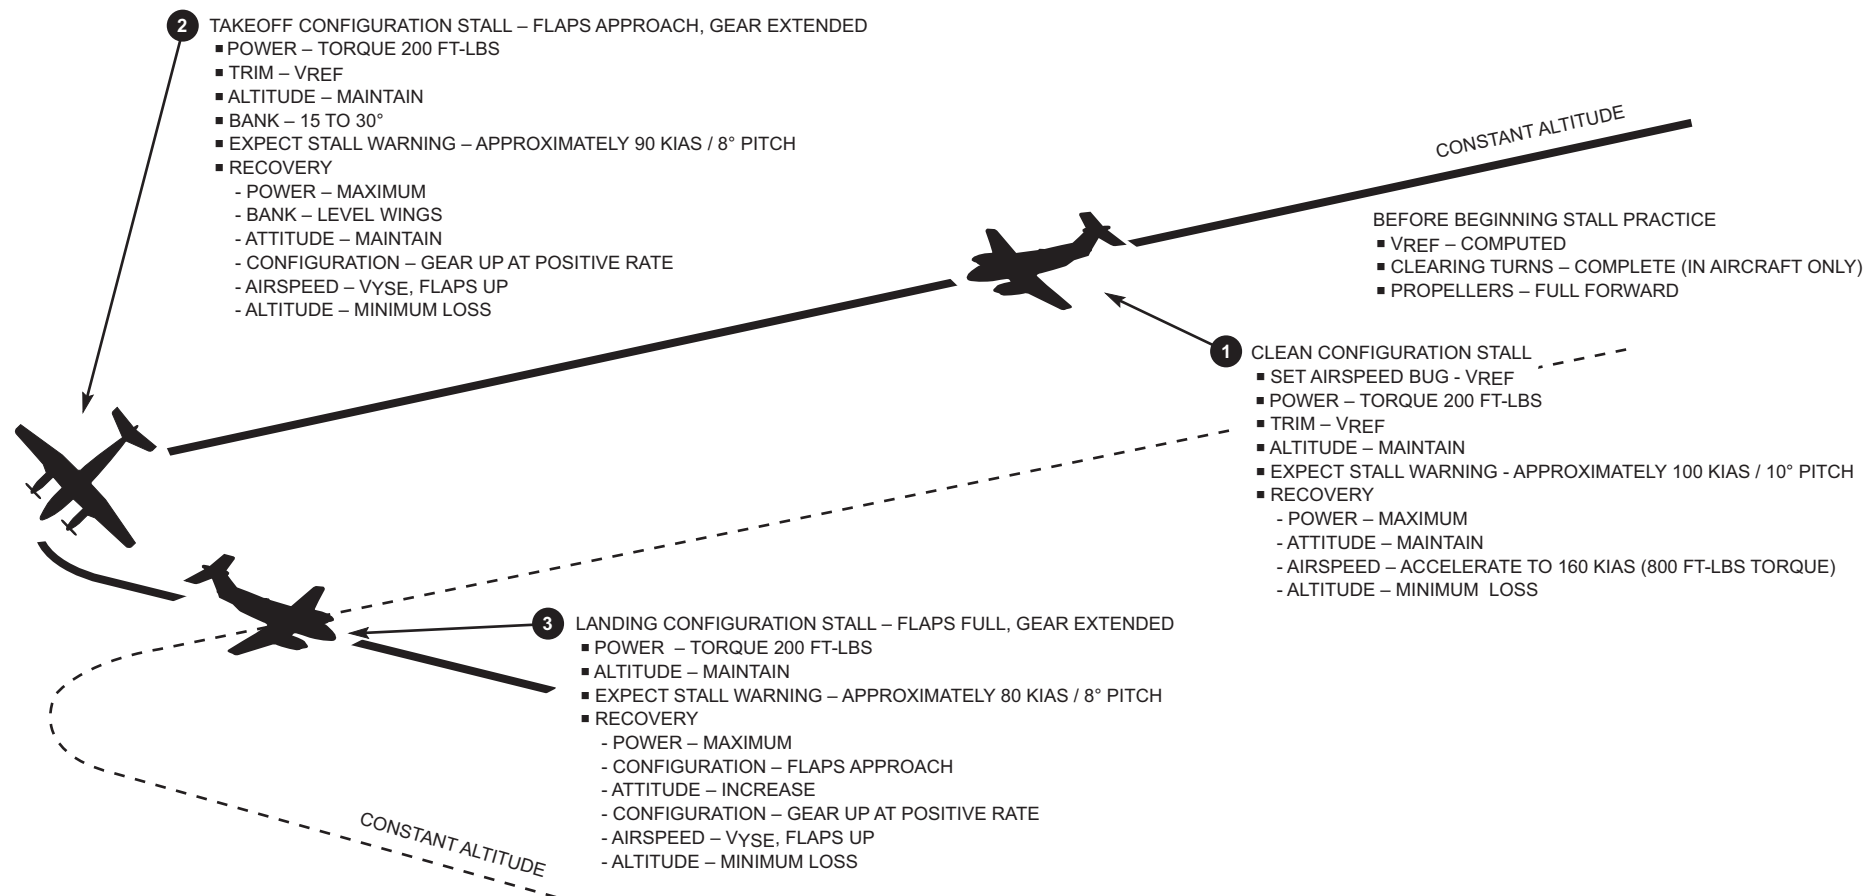 2 TAKEOFF CONFIGURATION STALL – FLAPS APPROACH, GEAR EXTENDED
■ POWER – TORQUE 200 FT-LBS
■ TRIM – VREF
■ ALTITUDE – MAINTAIN
■ BANK – 15 TO 30°
■ EXPECT STALL WARNING – APPROXIMATELY 90 KIAS / 8° PITCH
■ RECOVERY
- POWER – MAXIMUM
- BANK – LEVEL WINGS
- ATTITUDE – MAINTAIN
- CONFIGURATION – GEAR UP AT POSITIVE RATE
- AIRSPEED – VYSE, FLAPS UP
- ALTITUDE – MINIMUM LOSS
CONSTANT ALTITUDE
BEFORE BEGINNING STALL PRACTICE
■ VREF – COMPUTED
■ CLEARING TURNS – COMPLETE (IN AIRCRAFT ONLY)
■ PROPELLERS – FULL FORWARD
1 CLEAN CONFIGURATION STALL
■ SET AIRSPEED BUG - VREF
■ POWER – TORQUE 200 FT-LBS
■ TRIM – VREF
■ ALTITUDE – MAINTAIN
■ EXPECT STALL WARNING - APPROXIMATELY 100 KIAS / 10° PITCH
■ RECOVERY
- POWER – MAXIMUM
- ATTITUDE – MAINTAIN
- AIRSPEED – ACCELERATE TO 160 KIAS (800 FT-LBS TORQUE)
- ALTITUDE – MINIMUM LOSS
3 LANDING CONFIGURATION STALL – FLAPS FULL, GEAR EXTENDED
■ POWER – TORQUE 200 FT-LBS
■ ALTITUDE – MAINTAIN
■ EXPECT STALL WARNING – APPROXIMATELY 80 KIAS / 8° PITCH
■ RECOVERY
- POWER – MAXIMUM
- CONFIGURATION – FLAPS APPROACH
- ATTITUDE – INCREASE
- CONFIGURATION – GEAR UP AT POSITIVE RATE
- AIRSPEED – VYSE, FLAPS UP
- ALTITUDE – MINIMUM LOSS
CONSTANT ALTITUDE